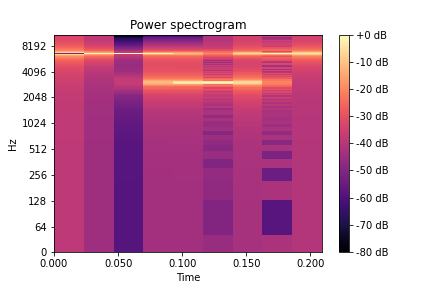 Power spectrogram
Hz
8192
4096
2048
1024
512
256
128
64
0
0.000 0.050 0.100 0.150 0.200
Time
+0 dB
-10 dB
-20 dB
-30 dB
-40 dB
-50 dB
-60 dB
-70 dB
-80 dB